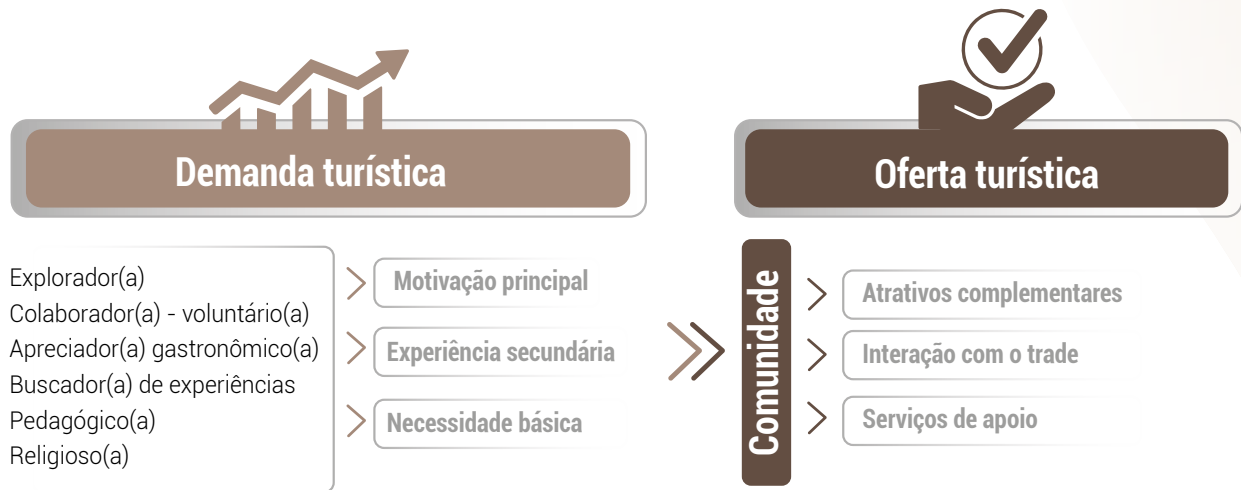 Demanda turística
Oferta turística
Explorador(a)
Colaborador(a) - voluntário(a)
Apreciador(a) gastronômico(a)
Buscador(a) de experiências
Pedagógico(a)
Religioso(a)
Motivação principal
Experiência secundária
Necessidade básica
Comunidade
Atrativos complementares
Interação com o trade
Serviços de apoio